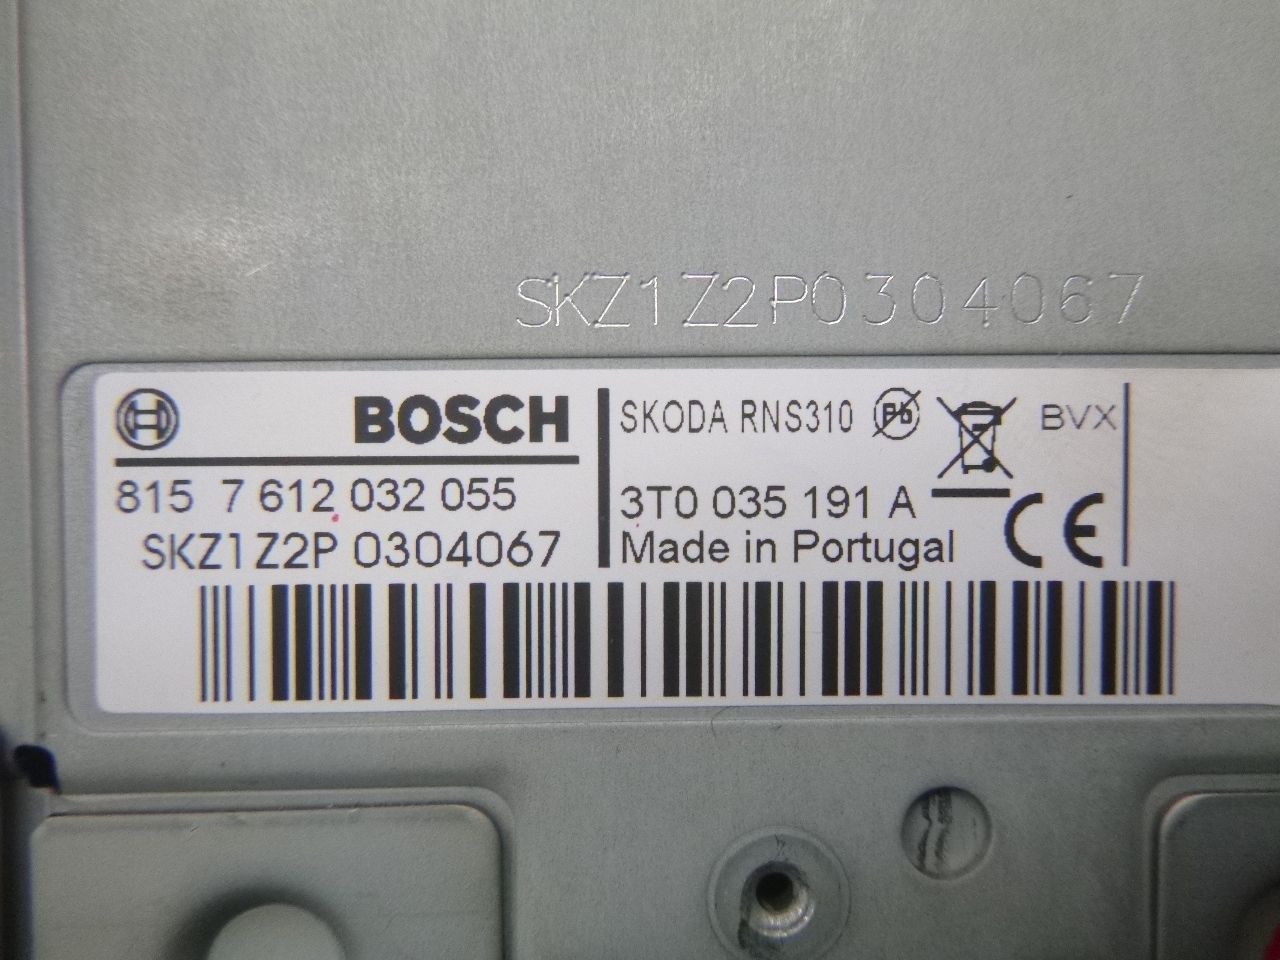 SKZ1Z2P0304067
BOSCH
815 7 612 032 055
SKZ1Z2P 0304067
SKODA RNS310 Pb BVX
3T0 035 191 A
Made in Portugal CE